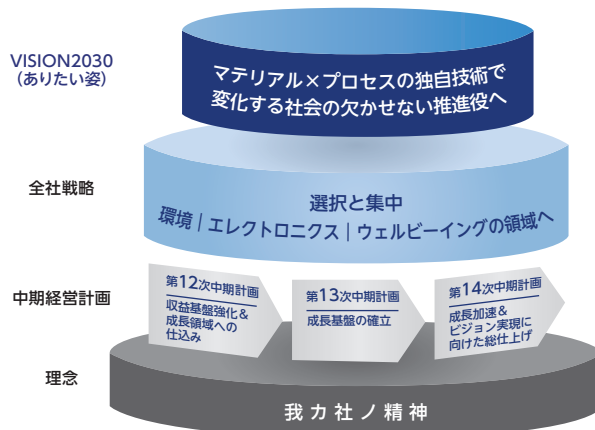 VISION2030
（ありたい姿）
マテリアル×プロセスの独自技術で
変化する社会の欠かせない推進役へ
全社戦略
選択と集中
環境｜エレクトロニクス｜ウェルビーイングの領域へ
中期経営計画
第12次中期計画
収益基盤強化&
成長領域への
仕込み
第13次中期計画
成長基盤の確立
第14次中期計画
成長加速&
ビジョン実現に
向けた総仕上げ
理念
我カ社ノ精神